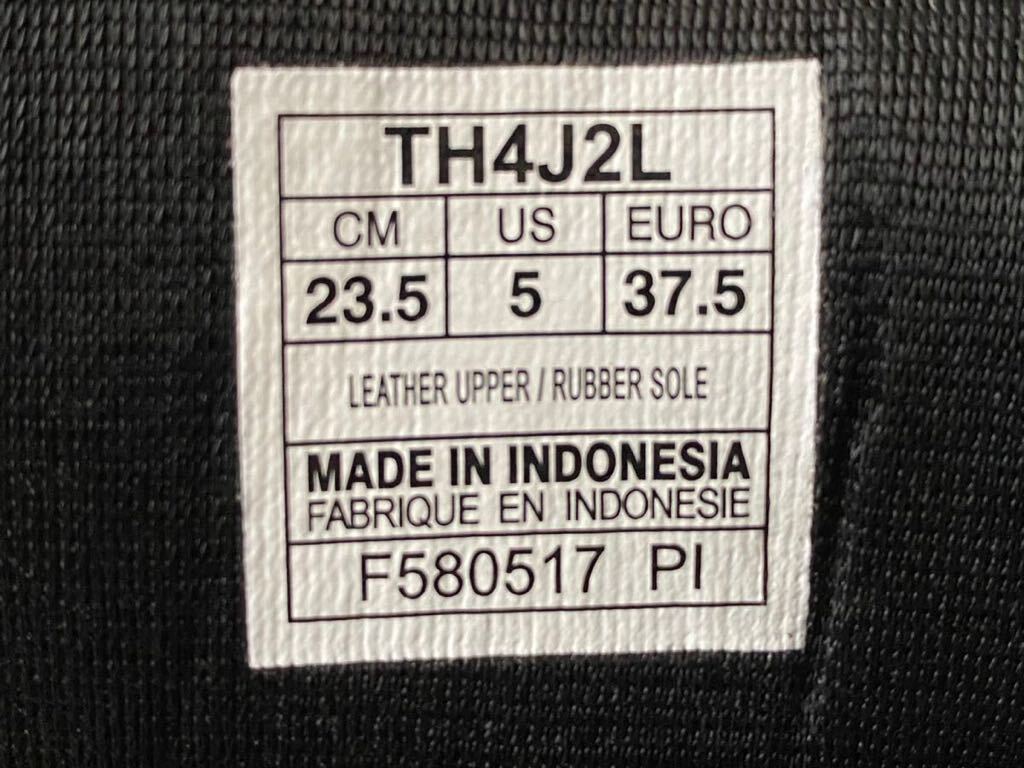 TH4J2L
CM US EURO
23.5 5 37.5
LEATHER UPPER / RUBBER SOLE
MADE IN INDONESIA
FABRIQUE EN INDONESIE
F580517 PI